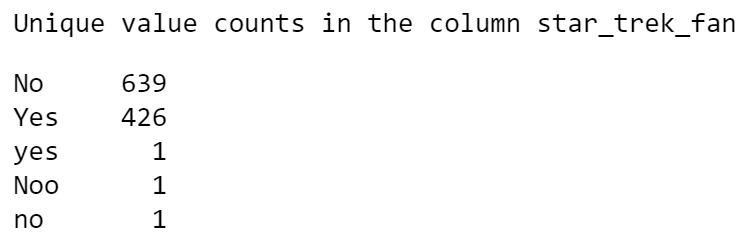 Unique value counts in the column star_trek_fan
No 639
Yes 426
yes 1
Noo 1
no 1